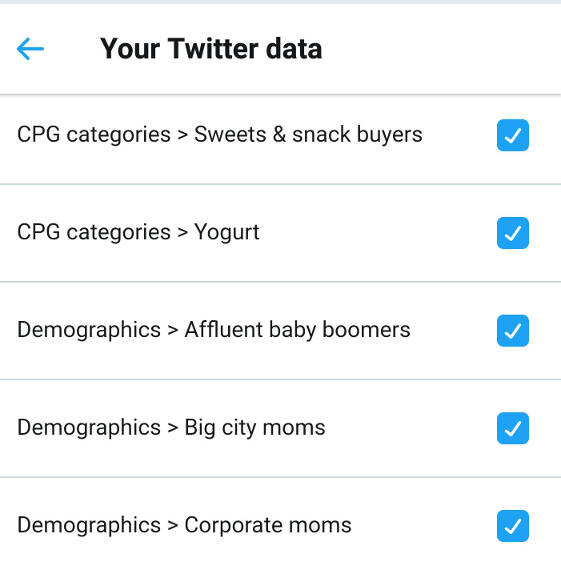 Your Twitter data
CPG categories > Sweets & snack buyers
CPG categories > Yogurt
Demographics > Affluent baby boomers
Demographics > Big city moms
Demographics > Corporate moms